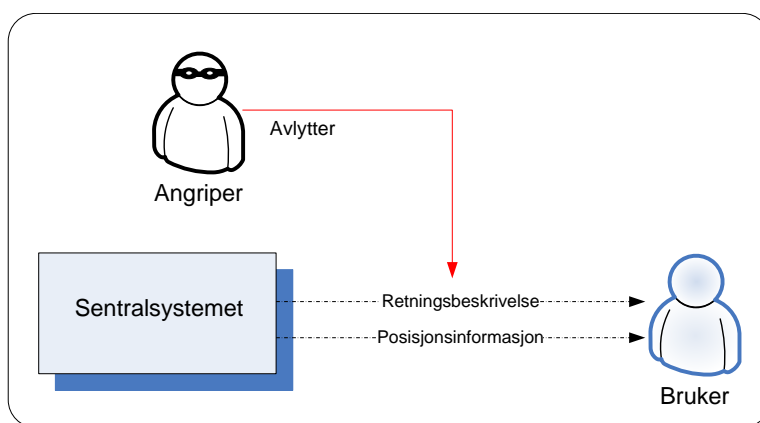 Avlytter
Angriper
Sentralsystemet
Retningsbeskrivelse
Posisjonsinformasjon
Bruker